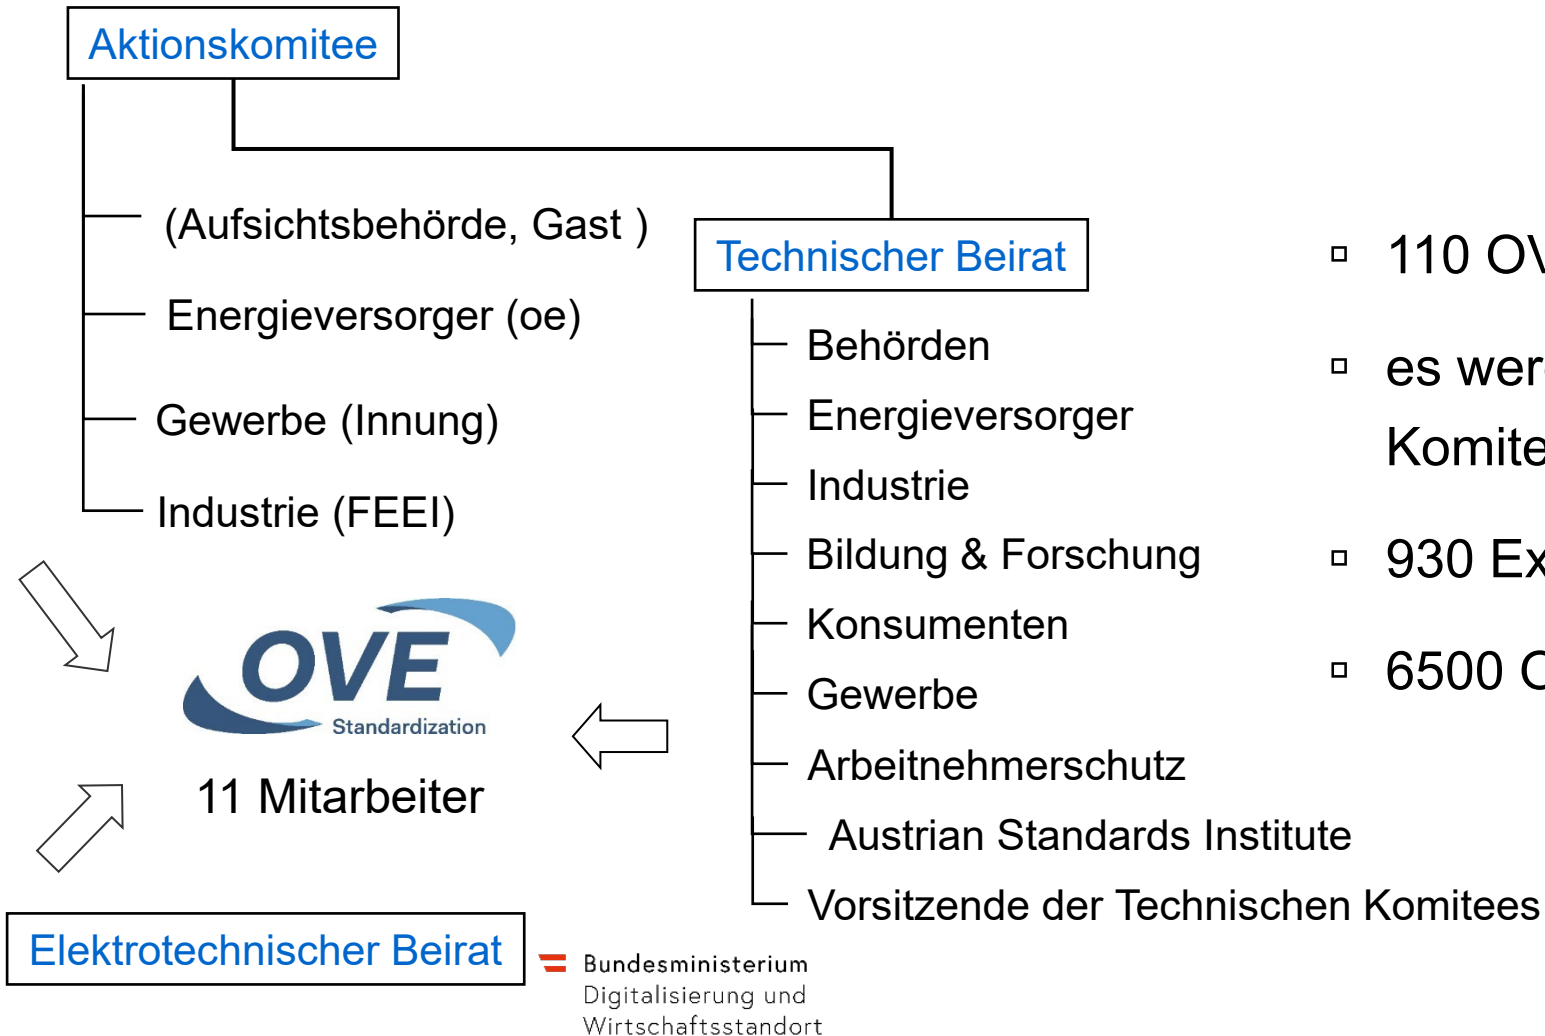 Aktionskomitee
(Aufsichtsbehörde, Gast )
Energieversorger (oe)
Gewerbe (Innung)
Industrie (FEEI)
OVE
Standardization
11 Mitarbeiter
Elektrotechnischer Beirat
Bundesministerium
Digitalisierung und
Wirtschaftsstandort
Technischer Beirat
Behörden
Energieversorger
Industrie
Bildung & Forschung
Konsumenten
Gewerbe
Arbeitnehmerschutz
Austrian Standards Institute
Vorsitzende der Technischen Komitees
110
es
930
6500